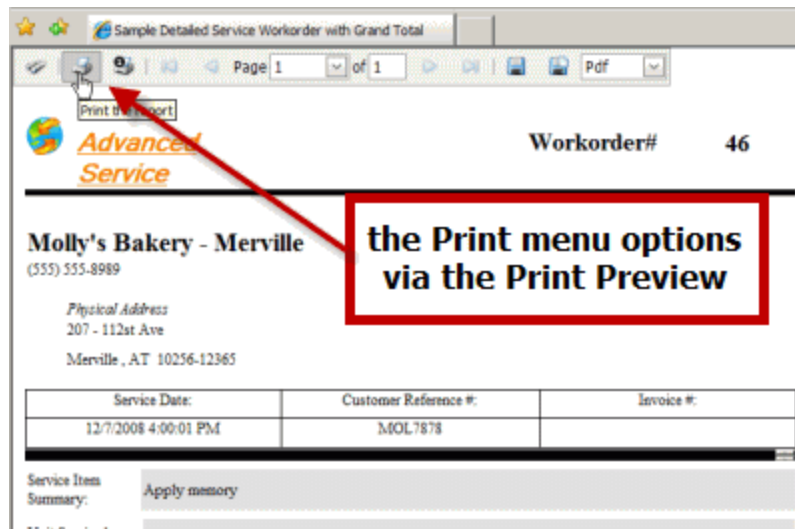 Sample Detailed Service Workorder with Grand Total
Page 1 of 1 Pdf
Print the report
Advanced
Service
Workorder# 46
the Print menu options
via the Print Preview
Molly's Bakery - Merville
(555) 555-8989
Physical Address
207 - 112st Ave
Merville , AT 10256-12365
Service Date: Customer Reference #: Invoice #:
12/7/2008 4:00:01 PM MOL7878
Service Item
Summary:
Apply memory